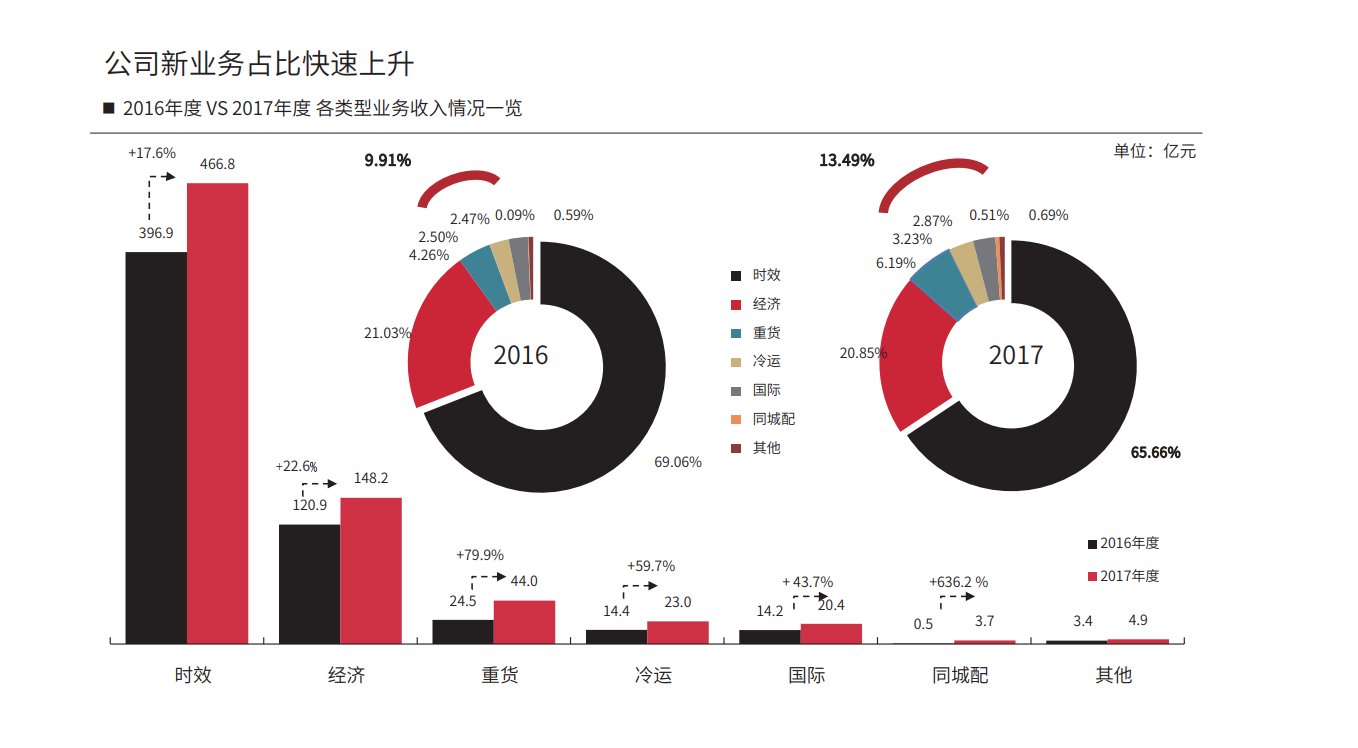 公司新业务占比快速上升
■ 2016年度 VS 2017年度 各类型业务收入情况一览
单位：亿元
+17.6%
466.8
396.9
+22.6%
148.2
120.9
+79.9%
44.0
24.5
+59.7%
23.0
14.4
+ 43.7%
20.4
14.2
+636.2 %
3.7
0.5
4.9
3.4
时效
经济
重货
冷运
国际
同城配
其他
9.91%
2.47%
0.09%
0.59%
2.50%
4.26%
21.03%
2016
69.06%
时效
经济
重货
冷运
国际
同城配
其他
13.49%
2.87%
0.51%
0.69%
3.23%
6.19%
20.85%
2017
65.66%
2016年度
2017年度